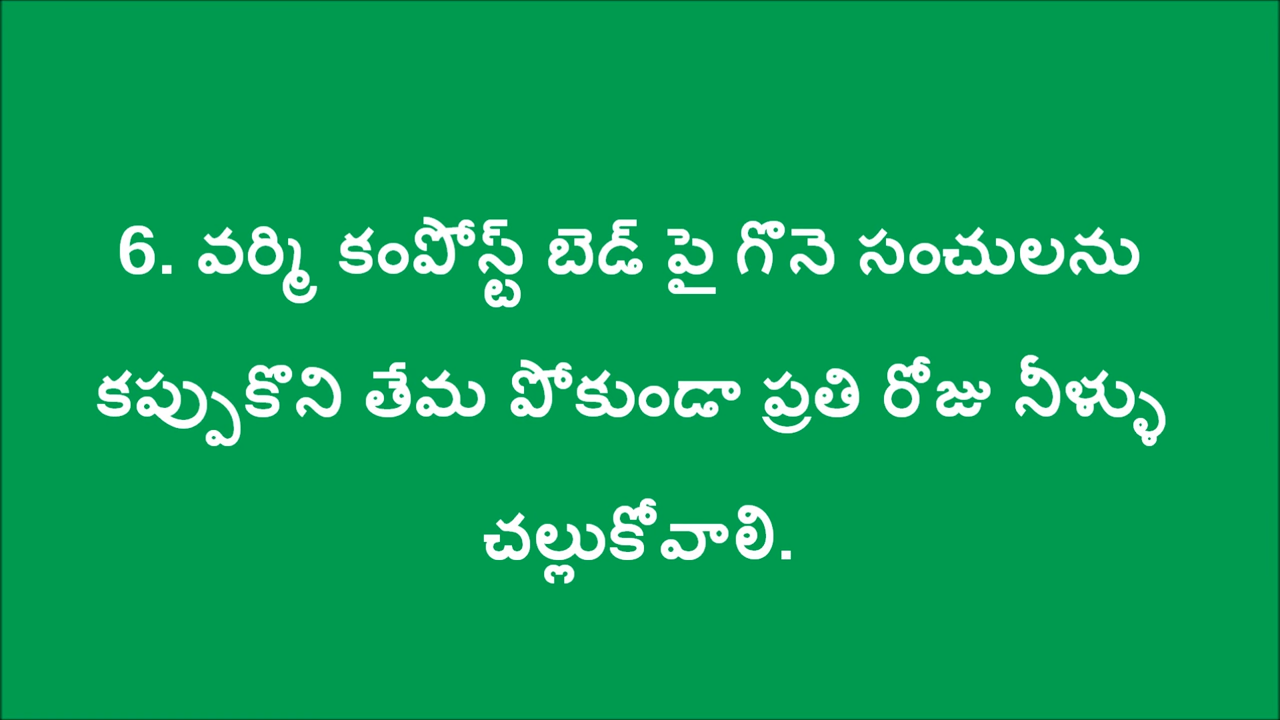 6. వర్మి కంపోస్ట్ బెడ్ పై గొనె సంచులను
కప్పుకొని తేమ పోకుండా ప్రతి రోజు నీళ్ళు
చల్లుకోవాలి.